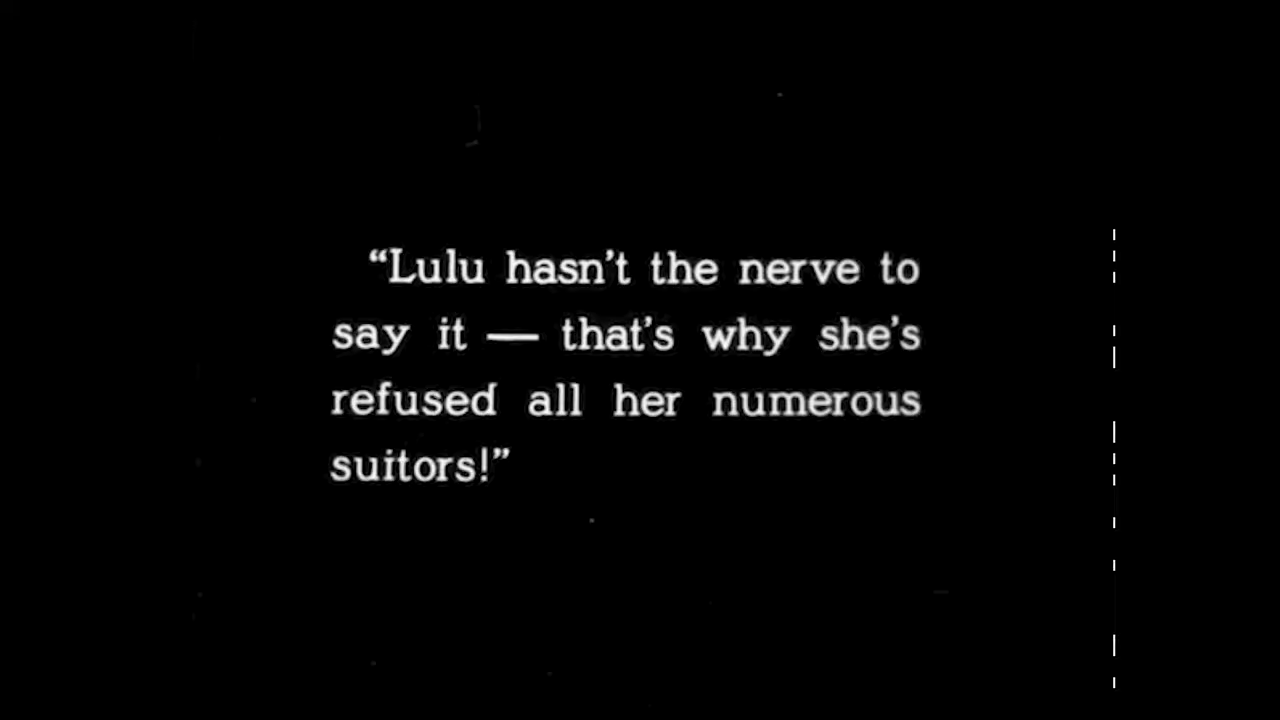 “Lulu hasn’t the nerve to
say it — that’s why she’s
refused all her numerous
suitors!”